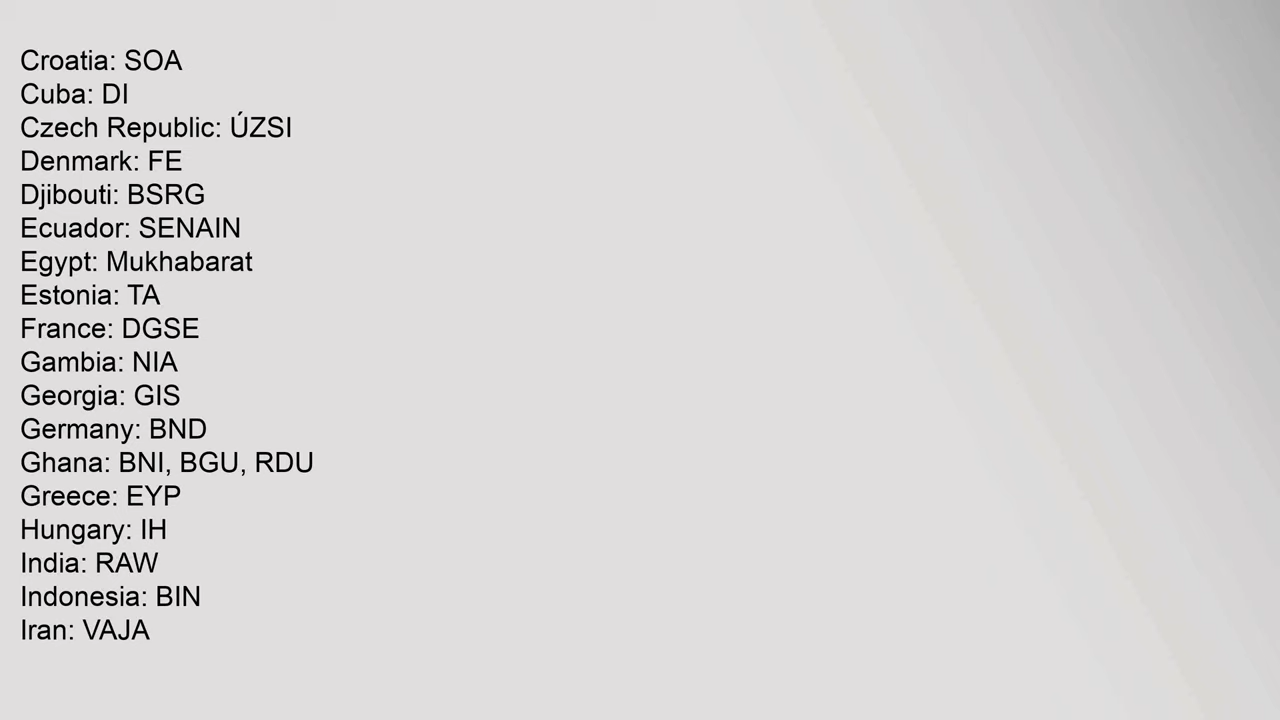 Croatia: SOA
Cuba: DI
Czech Republic: ÚZSI
Denmark: FE
Djibouti: BSRG
Ecuador: SENAIN
Egypt: Mukhabarat
Estonia: TA
France: DGSE
Gambia: NIA
Georgia: GIS
Germany: BND
Ghana: BNI, BGU, RDU
Greece: EYP
Hungary: IH
India: RAW
Indonesia: BIN
Iran: VAJA